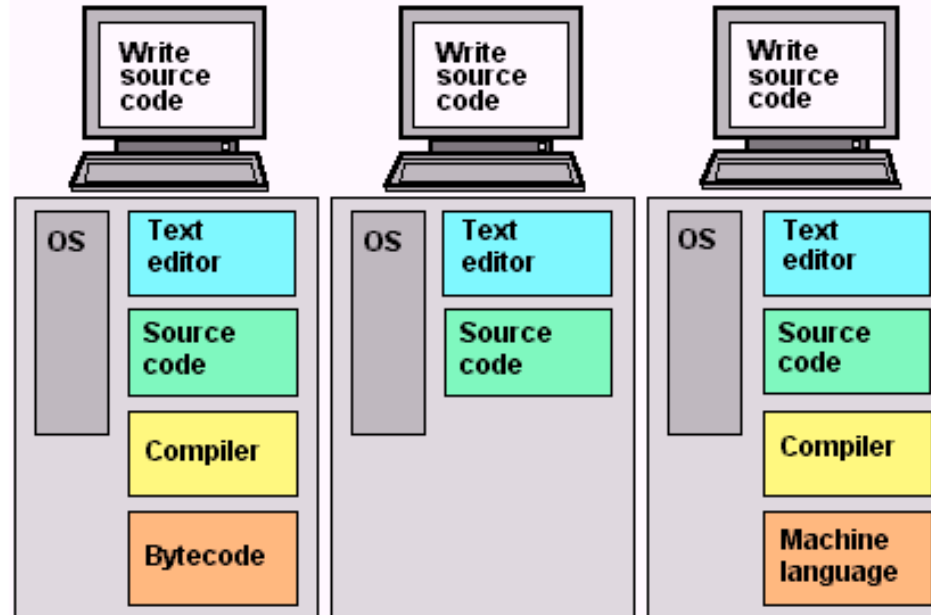 Write
source
code
Write
source
code
Write
source
code
OS
Text
editor
Source
code
Compiler
Bytecode
OS
Text
editor
Source
code
OS
Text
editor
Source
code
Compiler
Machine
language